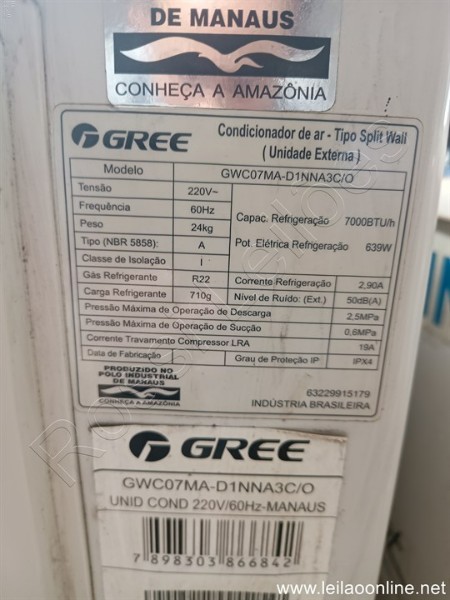 DE MANAUS
CONHEÇA A AMAZÔNIA
GREE
Condicionador de ar - Tipo Split Wall
( Unidade Externa )
Modelo GWC07MA-D1NNA3C/O
Tensão 220V~
Frequência 60Hz
Peso 24kg
Tipo (NBR 5858) A
Classe de Isolação I
Capac. Refrigeração 7000BTU/h
Pot. Elétrica Refrigeração 639W
Gás Refrigerante R22 Corrente Refrigeração 2,90A
Carga Refrigerante 710g Nível de Ruído: (Ext.) 50dB(A)
Pressão Máxima de Operação de Descarga 2,5MPa
Pressão Máxima de Operação de Sucção 0,6MPa
Corrente Travamento Compressor LRA 19A
Data de Fabricação Grau de Proteção IP IPX4
PRODUZIDO NO
PÓLO INDUSTRIAL
DE MANAUS
CONHEÇA A AMAZÔNIA
63229915179
INDÚSTRIA BRASILEIRA
GREE
GWC07MA-D1NNA3C/O
UNID COND 220V/60Hz-MANAUS
7898303866842
www.leilaoonline.net